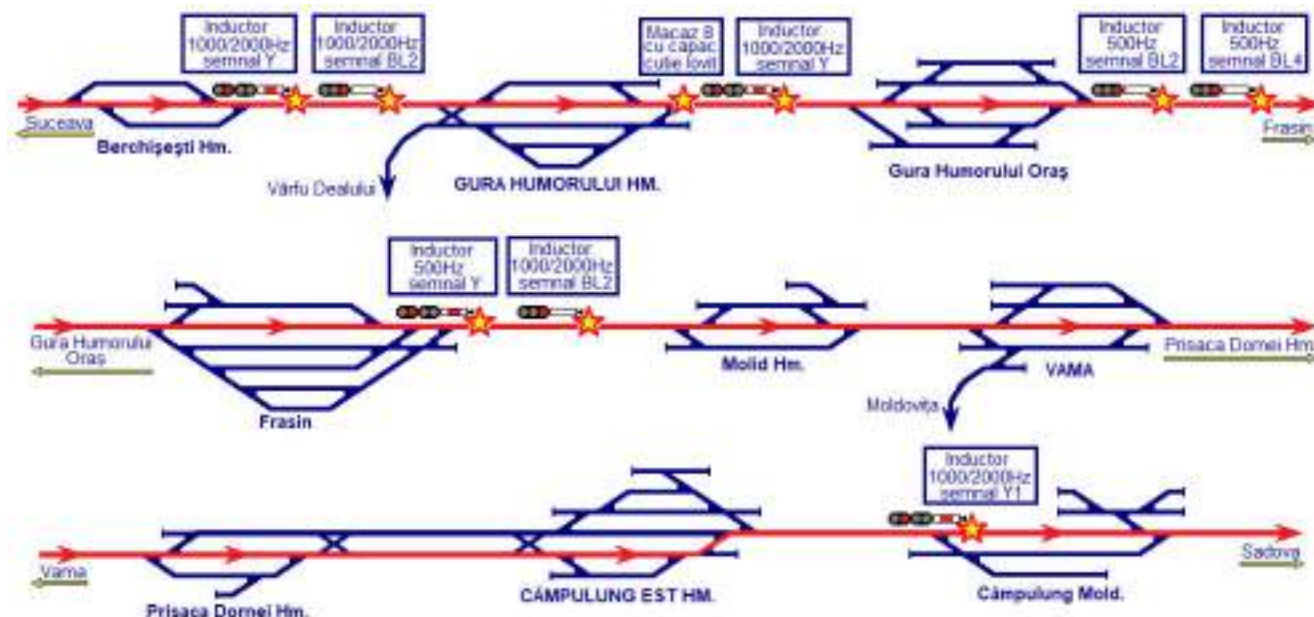 Inductor
1000/2000Hz
semnal Y
Inductor
1000/2000Hz
semnal BL2
Macaz 8
cu capac
cutie lovit
Inductor
1000/2000Hz
semnal Y
Inductor
500Hz
semnal BL2
Inductor
500Hz
semnal BL4
Suceava
Berchișești Hm.
Vârfu Dealului
GURA HUMORULUI HM.
Gura Humorului Oraș
Frasin
Inductor
500Hz
semnal Y
Inductor
1000/2000Hz
semnal BL2
Gura Humorului
Oraș
Frasin
Molid Hm.
Moldovița
VAMA
Prisaca Dornei Hm
Inductor
1000/2000Hz
semnal Y1
Vama
Prisaca Dornei Hm.
CÂMPULUNG EST HM.
Câmpulung Mold.
Sadova